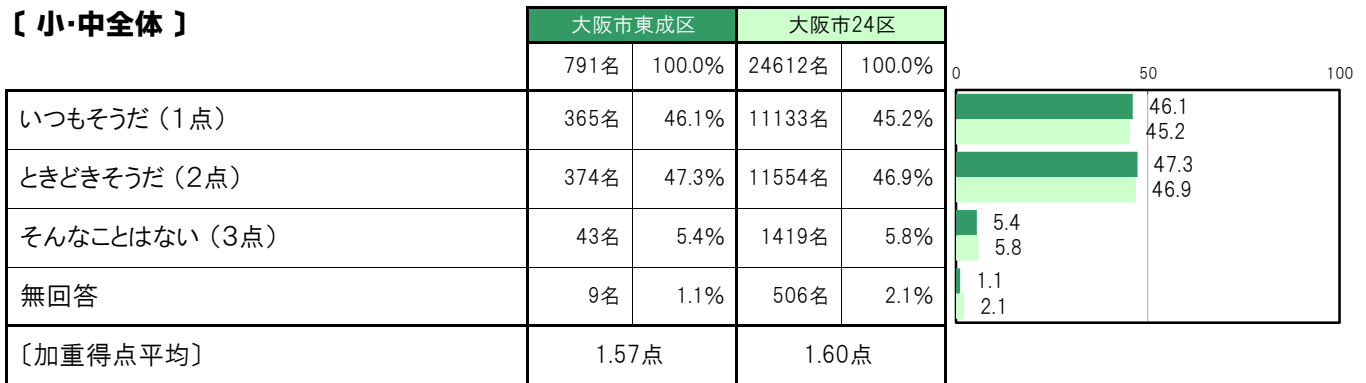 〔 小・中全体 〕
大阪市東成区 大阪市24区
791名 100.0% 24612名 100.0%
0 50 100
いつもそうだ（１点） 365名 46.1% 11133名 45.2%
46.1
45.2
ときどきそうだ（２点） 374名 47.3% 11554名 46.9%
47.3
46.9
そんなことはない（３点） 43名 5.4% 1419名 5.8%
5.4
5.8
無回答 9名 1.1% 506名 2.1%
1.1
2.1
〔加重得点平均〕 1.57点 1.60点